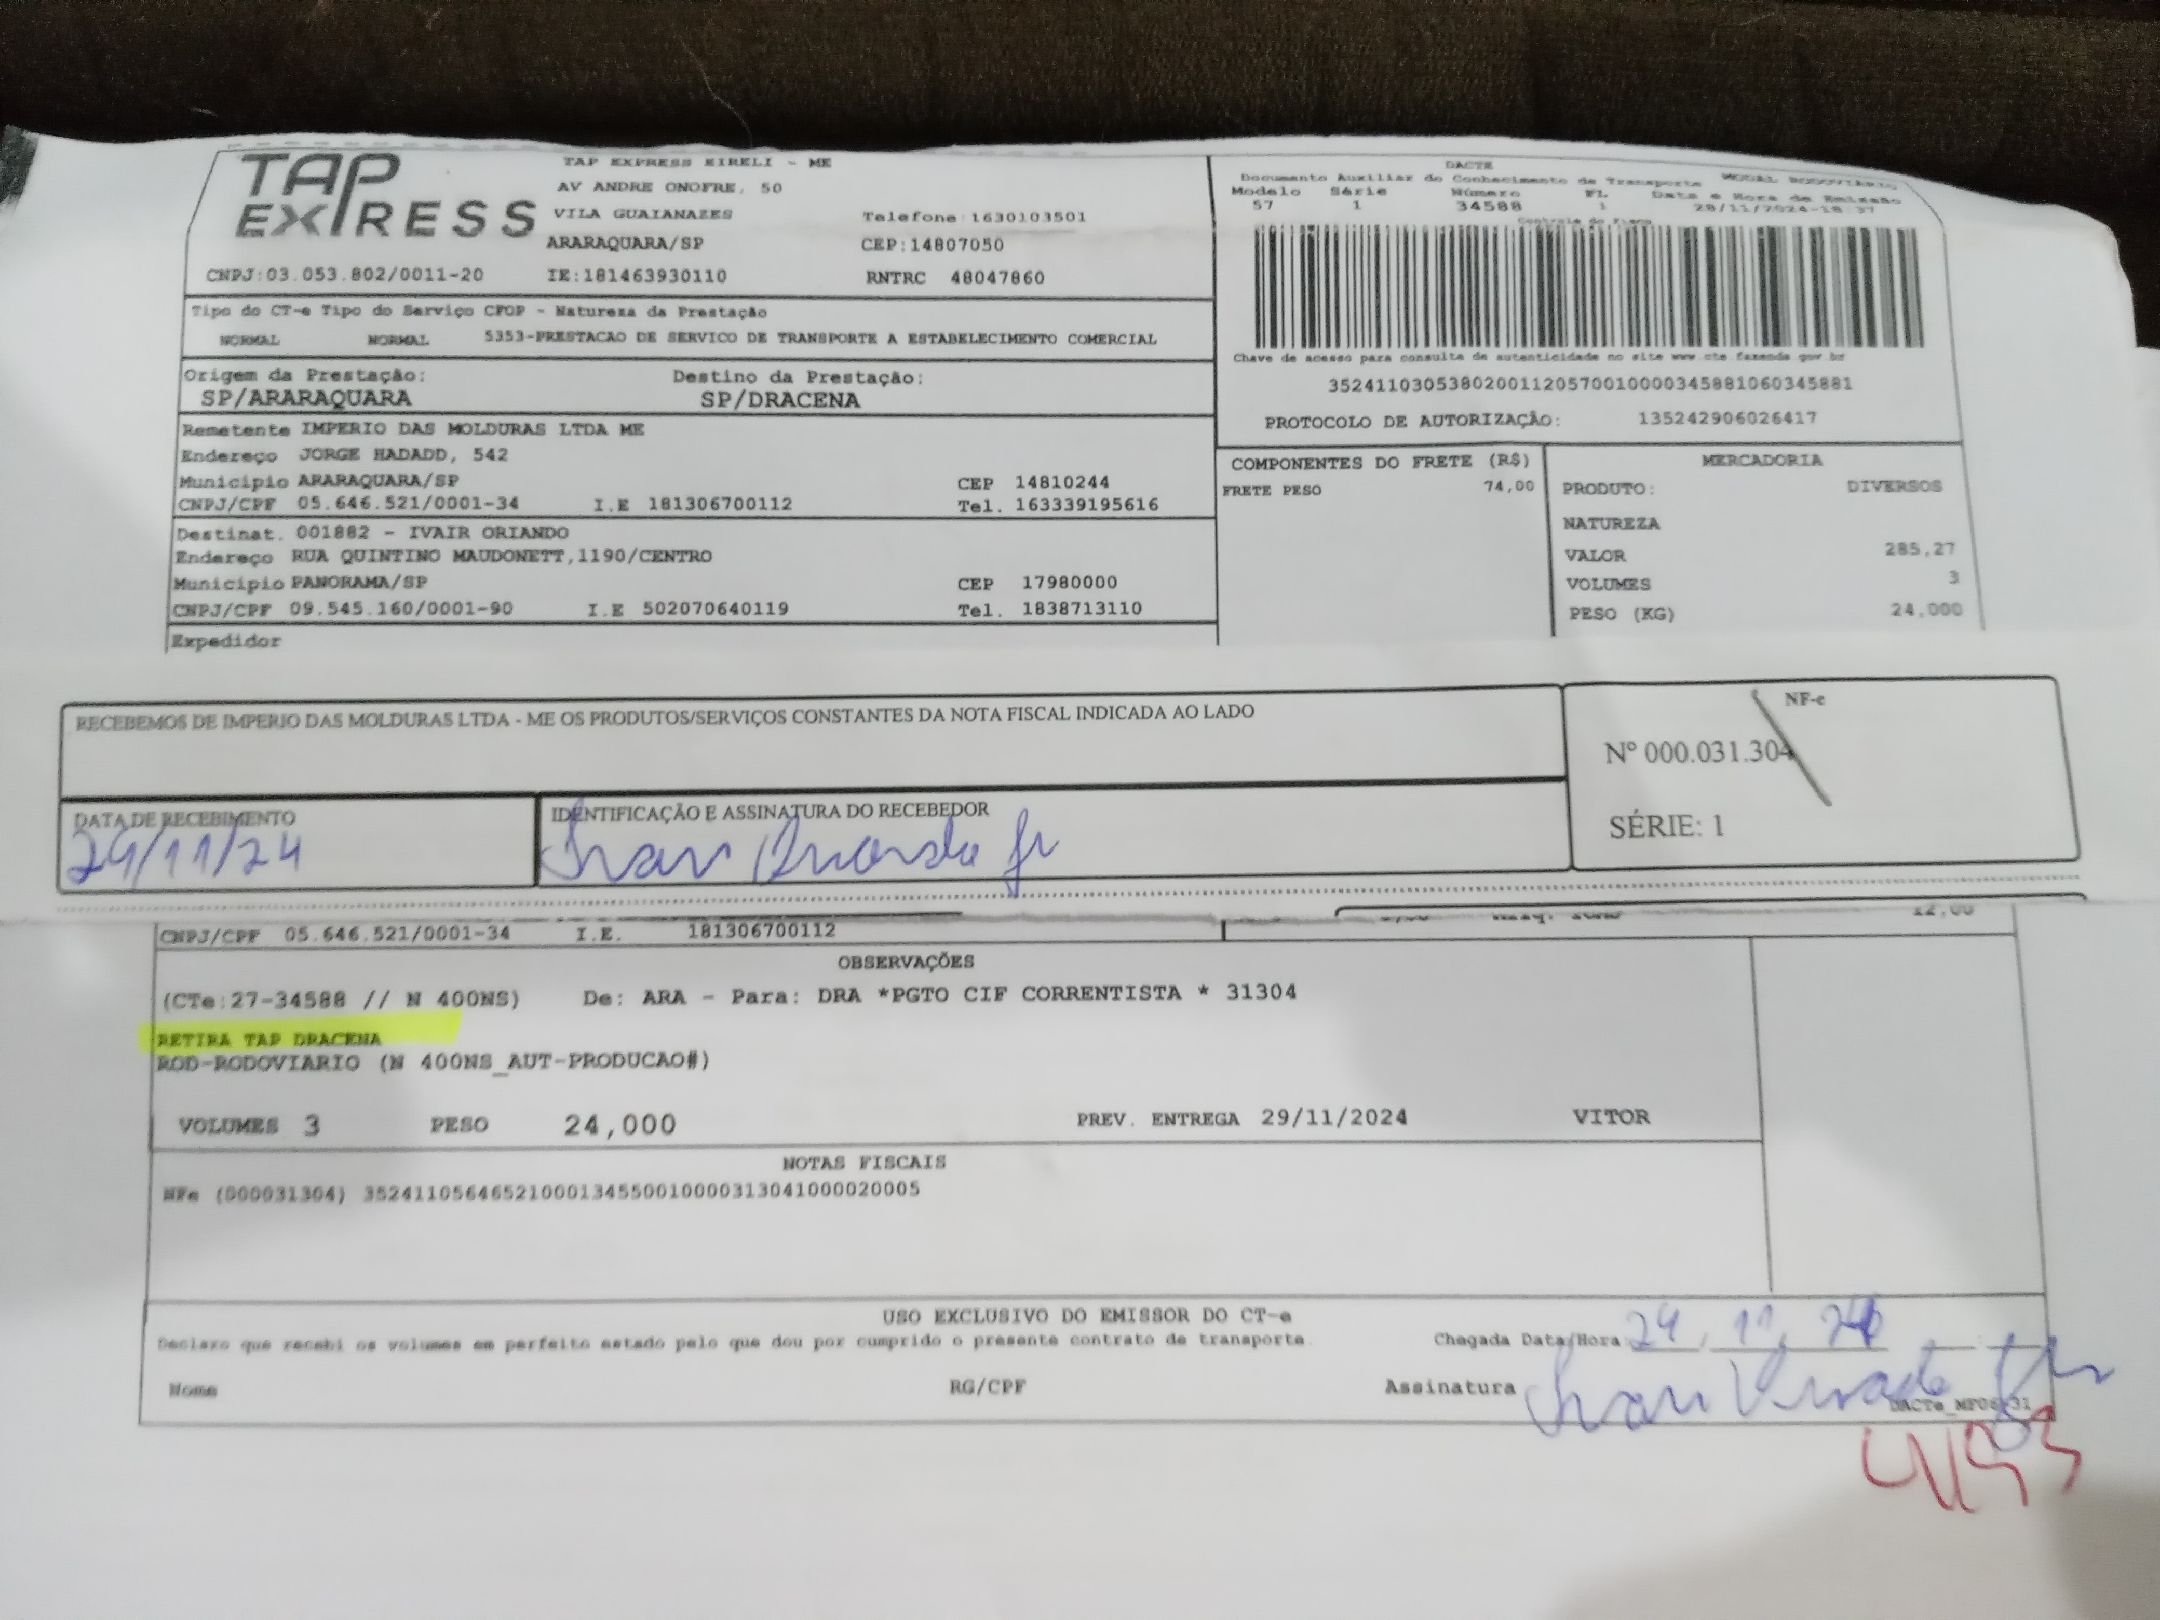 TAP EXPRESS
TAP EXPRESS EIRELI - ME
AV ANDRE ONOFRE, 50
VILA GUAIANAZES Telefone:1630103501
ARARAQUARA/SP CEP:14807050
CNPJ:03.053.802/0011-20 IE:181463930110 RNTRC 48047860
DACTE
Documento Auxiliar do Conhecimento de Transporte MODAL RODOVIÁRIO
Modelo Série Número FL Data e Hora de Emissão
57 1 34588 1 28/11/2024-18:37
Controle do Fisco
Tipo do CT-e Tipo do Serviço CFOP - Natureza da Prestação
NORMAL NORMAL 5353-PRESTACAO DE SERVICO DE TRANSPORTE A ESTABELECIMENTO COMERCIAL
Chave de acesso para consulta de autenticidade no site www.cte.fazenda.gov.br
35241103053802001120570010000345881060345881
PROTOCOLO DE AUTORIZAÇÃO: 135242906026417
Origem da Prestação: Destino da Prestação:
SP/ARARAQUARA SP/DRACENA
Remetente IMPERIO DAS MOLDURAS LTDA ME
Endereço JORGE HADADD, 542
Município ARARAQUARA/SP CEP 14810244
CNPJ/CPF 05.646.521/0001-34 I.E 181306700112 Tel. 163339195616
Destinat. 001882 - IVAIR ORIANDO
Endereço RUA QUINTINO MAUDONETT,1190/CENTRO
Município PANORAMA/SP CEP 17980000
CNPJ/CPF 09.545.160/0001-90 I.E 502070640119 Tel. 1838713110
Expedidor
COMPONENTES DO FRETE (R$)
FRETE PESO 74,00
MERCADORIA
PRODUTO: DIVERSOS
NATUREZA
VALOR 285,27
VOLUMES 3
PESO (KG) 24,000
RECEBEMOS DE IMPERIO DAS MOLDURAS LTDA - ME OS PRODUTOS/SERVIÇOS CONSTANTES DA NOTA FISCAL INDICADA AO LADO
NF-e
Nº 000.031.304
SÉRIE: 1
DATA DE RECEBIMENTO
29/11/24
IDENTIFICAÇÃO E ASSINATURA DO RECEBEDOR
12,00
CNPJ/CPF 05.646.521/0001-34 I.E. 181306700112
OBSERVAÇÕES
(CTe:27-34588 // N 400NS) De: ARA - Para: DRA *PGTO CIF CORRENTISTA * 31304
RETIRA TAP DRACENA
ROD-RODOVIARIO (N 400NS_AUT-PRODUCAO#)
VOLUMES 3 PESO 24,000 PREV. ENTREGA 29/11/2024 VITOR
NOTAS FISCAIS
NFe (000031304) 35241105646521000134550010000313041000020005
USO EXCLUSIVO DO EMISSOR DO CT-e
Declaro que recebi os volumes em perfeito estado pelo que dou por cumprido o presente contrato de transporte.
Chegada Data/Hora 29 11 24
Nome RG/CPF Assinatura